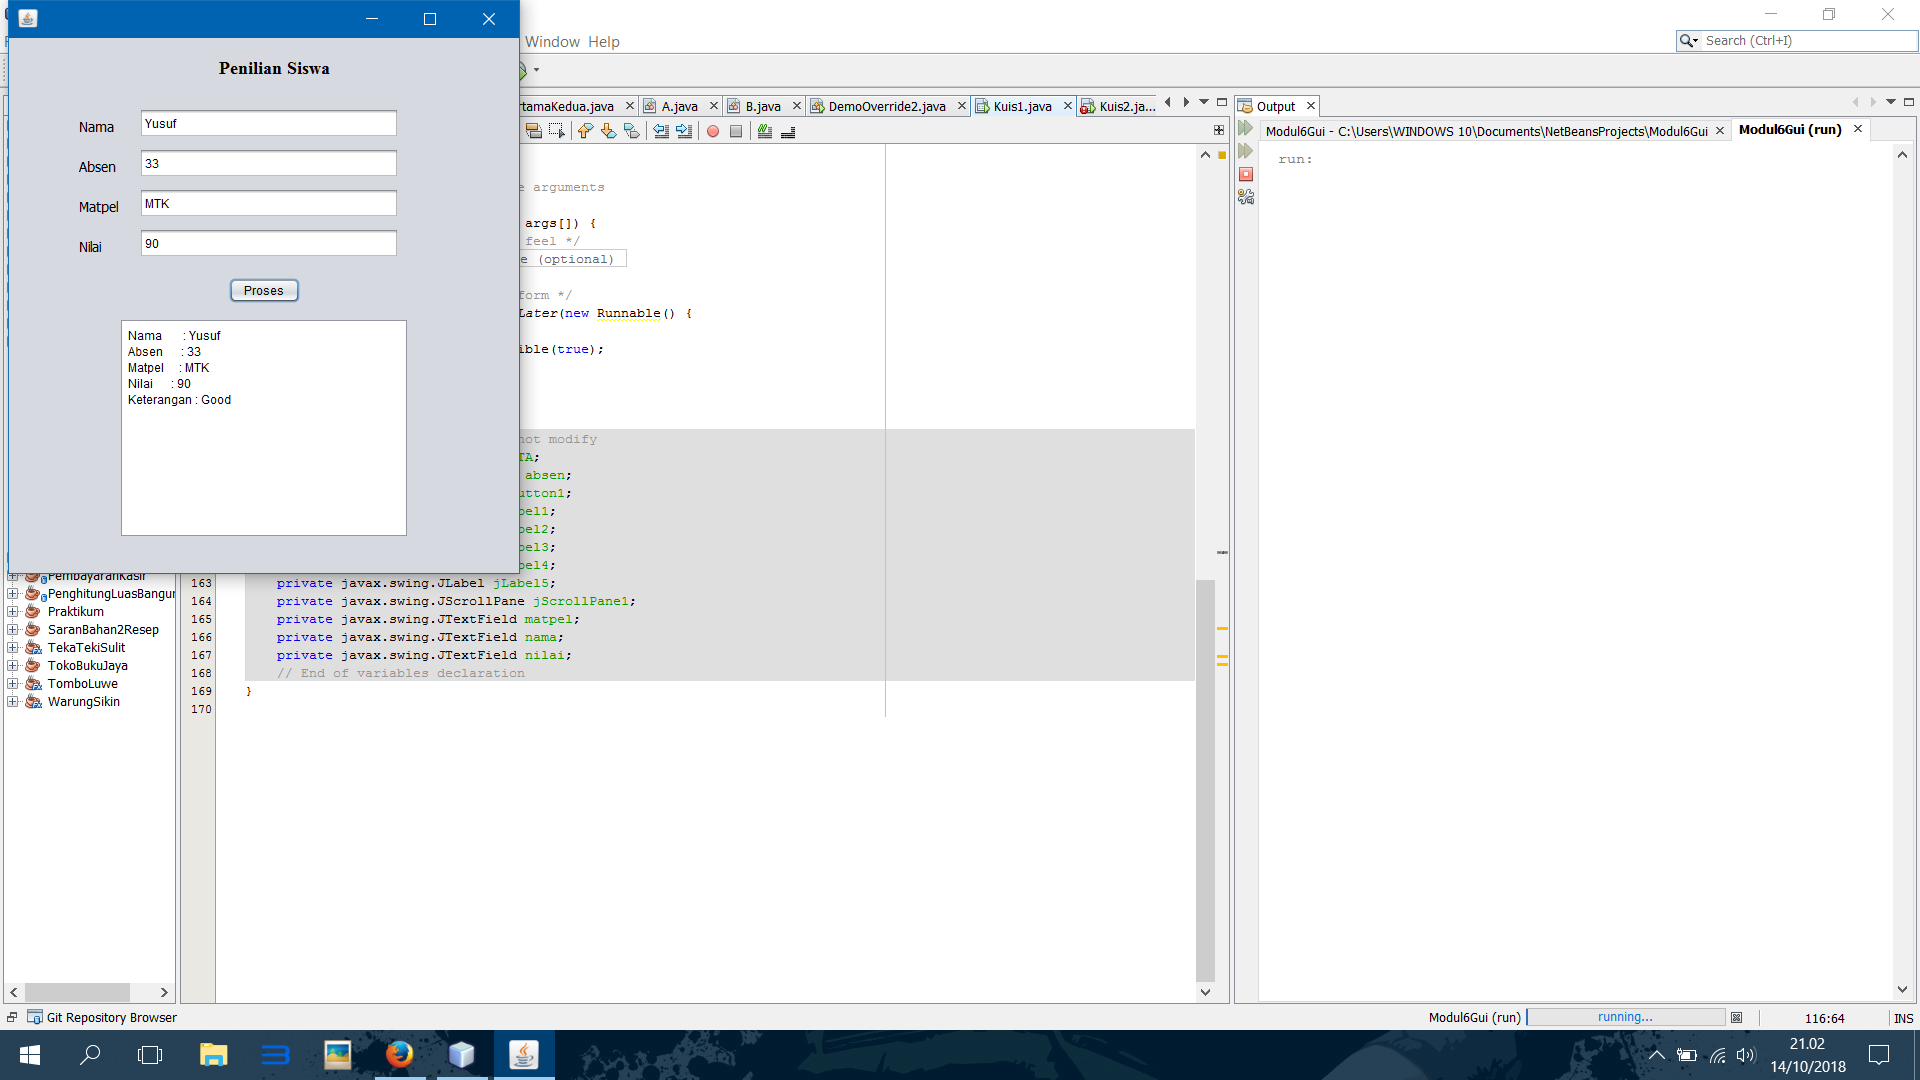 Window Help
Search (Ctrl+I)
Penilian Siswa
Nama Yusuf
Absen 33
Matpel MTK
Nilai 90
Proses
Nama : Yusuf
Absen : 33
Matpel : MTK
Nilai : 90
Keterangan : Good
rtamaKedua.java A.java B.java DemoOverride2.java Kuis1.java Kuis2.ja...
e arguments
args[]) {
feel */
e (optional)
form */
Later(new Runnable() {
ible(true);
not modify
TA;
absen;
utton1;
bel1;
bel2;
bel3;
bel4;
163 private javax.swing.JLabel jLabel5;
164 private javax.swing.JScrollPane jScrollPane1;
165 private javax.swing.JTextField matpel;
166 private javax.swing.JTextField nama;
167 private javax.swing.JTextField nilai;
168 // End of variables declaration
169 }
170
PembayaranKasir
PenghitungLuasBangur
Praktikum
SaranBahan2Resep
TekaTekiSulit
TokoBukuJaya
TomboLuwe
WarungSikin
Output
Modul6Gui - C:\Users\WINDOWS 10\Documents\NetBeansProjects\Modul6Gui Modul6Gui (run)
run:
Git Repository Browser
Modul6Gui (run) running... 116:64 INS
21.02
14/10/2018